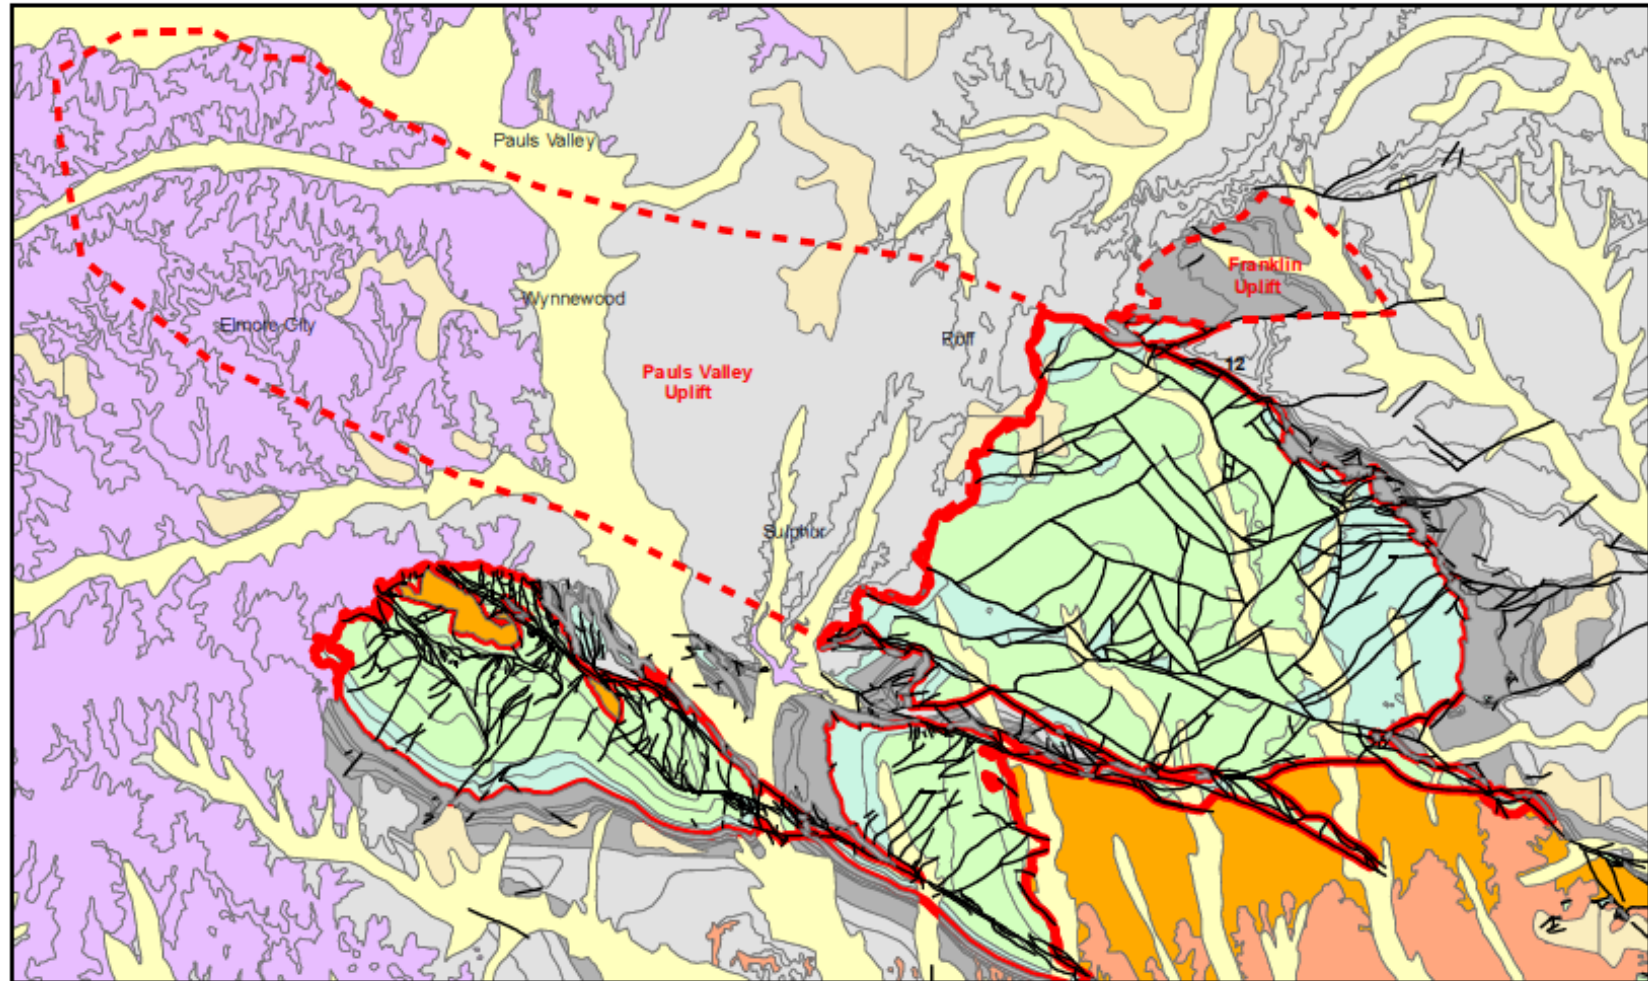 Pauls Valley
Franklin
Uplift
Wynnewood
Elmore City
Roff
12
Pauls Valley
Uplift
Sulphur